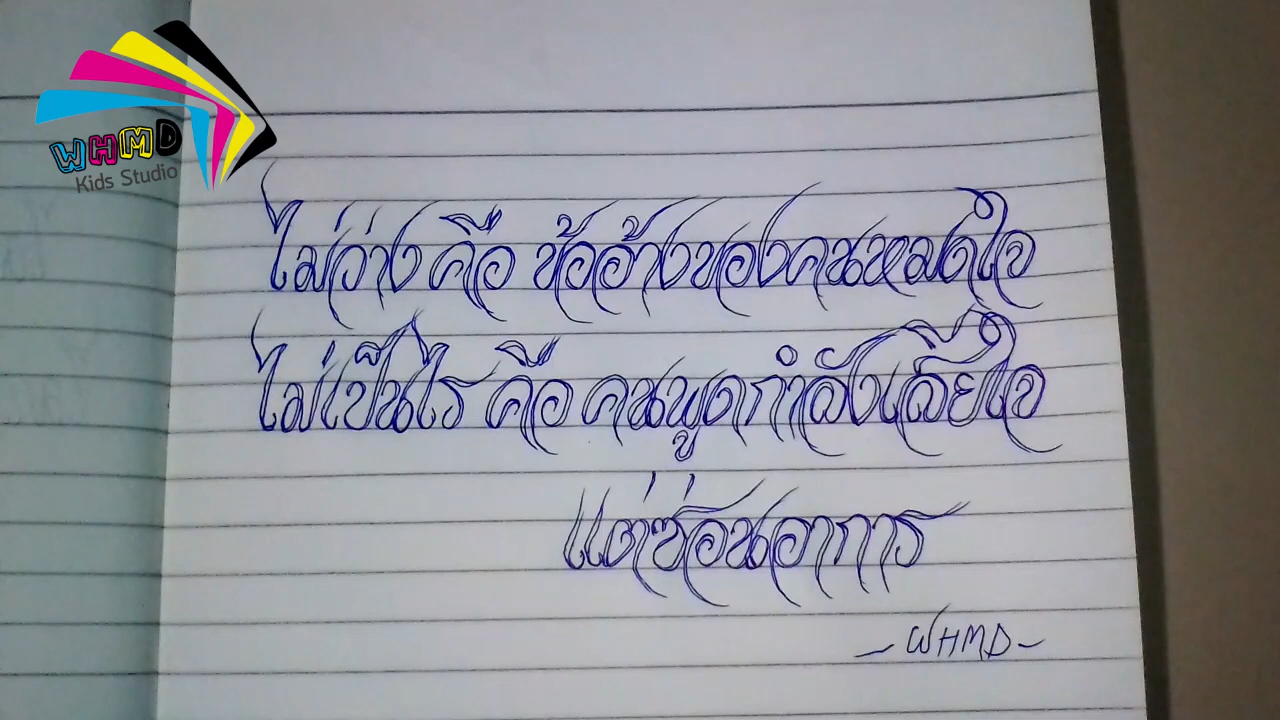 WHMD
Kids Studio
ไม่ว่าง คือ ข้ออ้างของคนหมดใจ
ไม่เป็นไร คือ คนพูดกำลังเสียใจ
แต่ซ่อนอาการ
- WHMD -